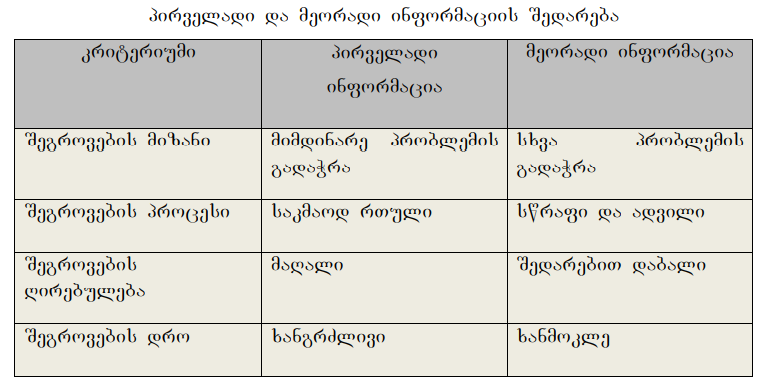 პირველადი და მეორადი ინფორმაციის შედარება
კრიტერიუმი
პირველადი
ინფორმაცია
მეორადი ინფორმაცია
შეგროვების მიზანი
მიმდინარე პრობლემის
გადაჭრა
სხვა პრობლემის
გადაჭრა
შეგროვების პროცესი
საკმაოდ რთული
სწრაფი და ადვილი
შეგროვების
ღირებულება
მაღალი
შედარებით დაბალი
შეგროვების დრო
ხანგრძლივი
ხანმოკლე